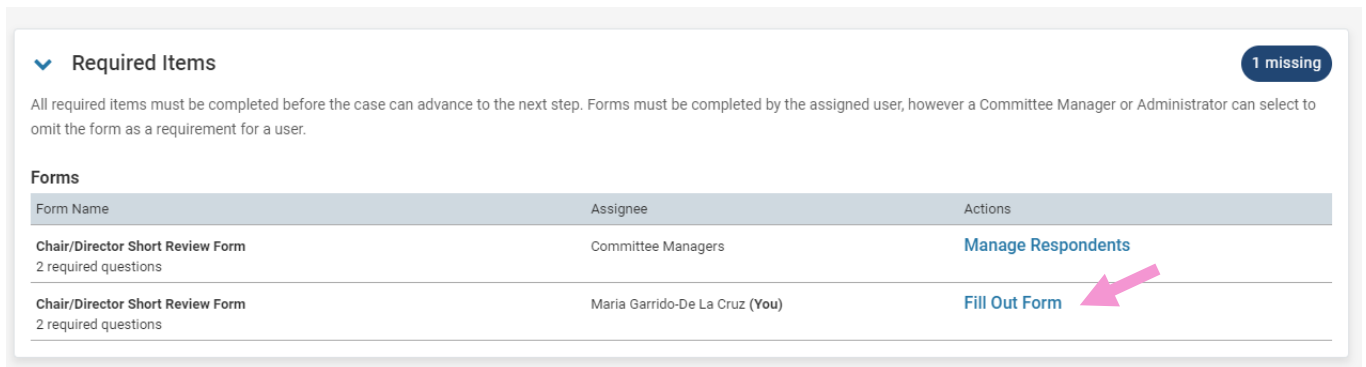 Required Items
1 missing
All required items must be completed before the case can advance to the next step. Forms must be completed by the assigned user, however a Committee Manager or Administrator can select to
omit the form as a requirement for a user.
Forms
Form Name Assignee Actions
Chair/Director Short Review Form Committee Managers Manage Respondents
2 required questions
Chair/Director Short Review Form Maria Garrido-De La Cruz (You) Fill Out Form
2 required questions